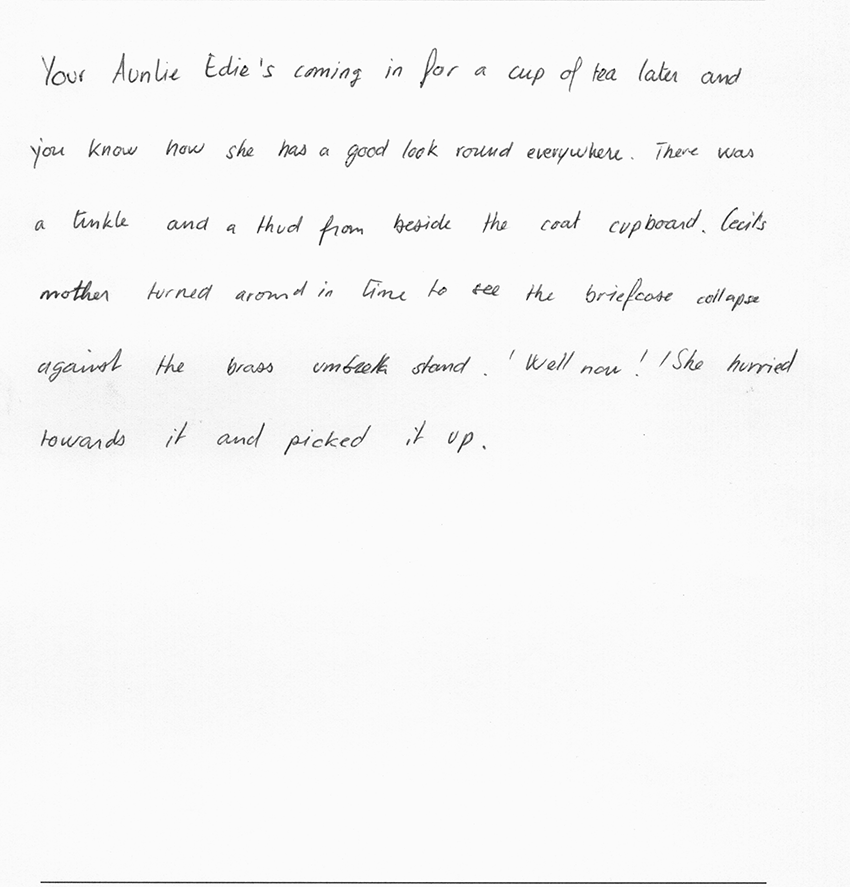 Your Auntie Edie's coming in for a cup of tea later and
you know how she has a good look round everywhere. There was
a tinkle and a thud from beside the coat cupboard. Cecil's
mother turned around in time to see the briefcase collapse
against the brass stand. 'Well now!' She hurried
towards it and picked it up.